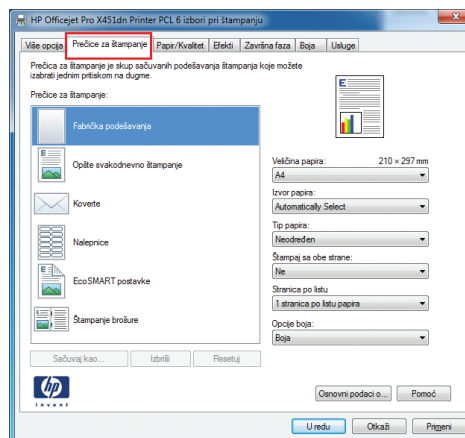 HP Officejet Pro X451dn Printer PCL 6 izbori pri štampanju
Više opcija Prečice za štampanje Papir/Kvalitet Efekti Završna faza Boja Usluge
Prečica za štampanje je skup sačuvanih podešavanja štampanja koje možete
izabrati jednim pritiskom na dugme.
Prečice za štampanje:
Fabrička podešavanja
Opšte svakodnevno štampanje
Koverte
Nalepnice
EcoSMART postavke
Štampanje brošure
Sačuvaj kao... Izbriši Resetuj
Veličina papira: 210 × 297 mm
A4
Izvor papira:
Automatically Select
Tip papira:
Neodređen
Štampaj sa obe strane:
Ne
Stranica po listu
1 stranica po listu papira
Opcije boja:
Boja
hp
invent
Osnovni podaci o... Pomoć
U redu Otkaži Primeni